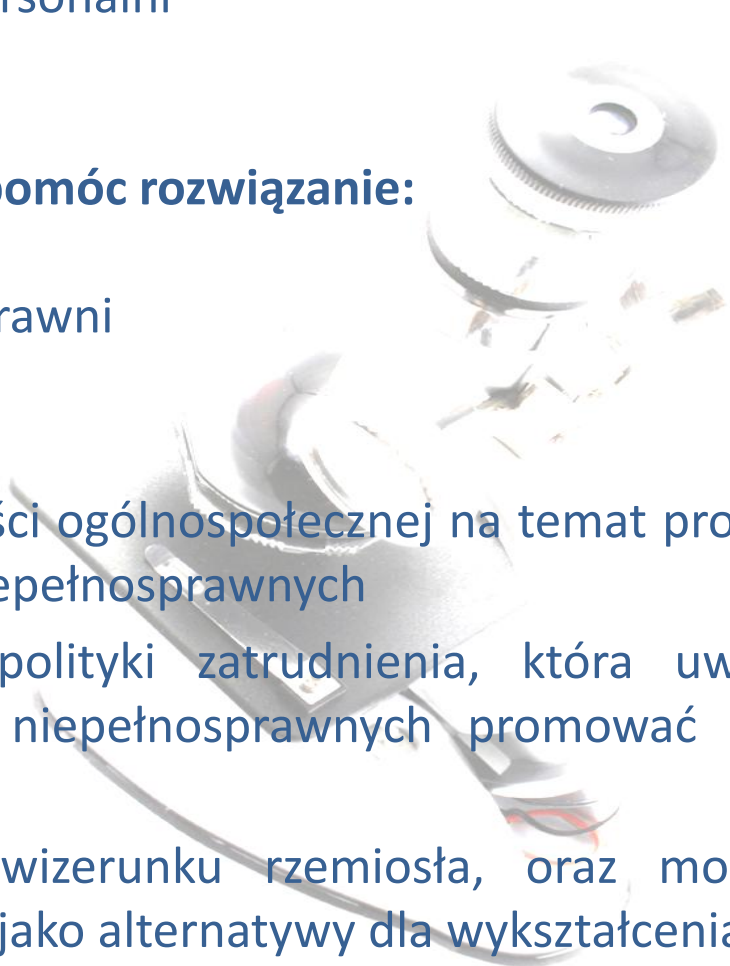 rsonalni
pomóc rozwiązanie:
rawni
ści ogólnospołecznej na temat pro
epełnosprawnych
polityki zatrudnienia, która uw
niepełnosprawnych promować
wizerunku rzemiosła, oraz mo
jako alternatywy dla wykształcenia